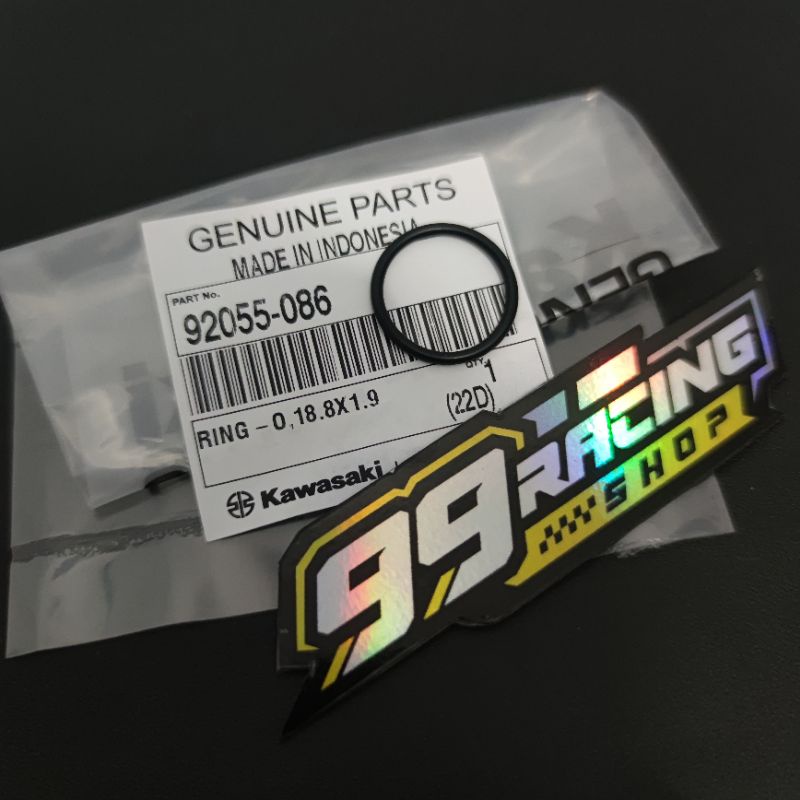 GENUINE PARTS
MADE IN INDONESIA
PART No.
92055-086
QTY.
1
RING - O,18.8X1.9
(22D)
Kawasaki
GEN
99 RACING
SHOP